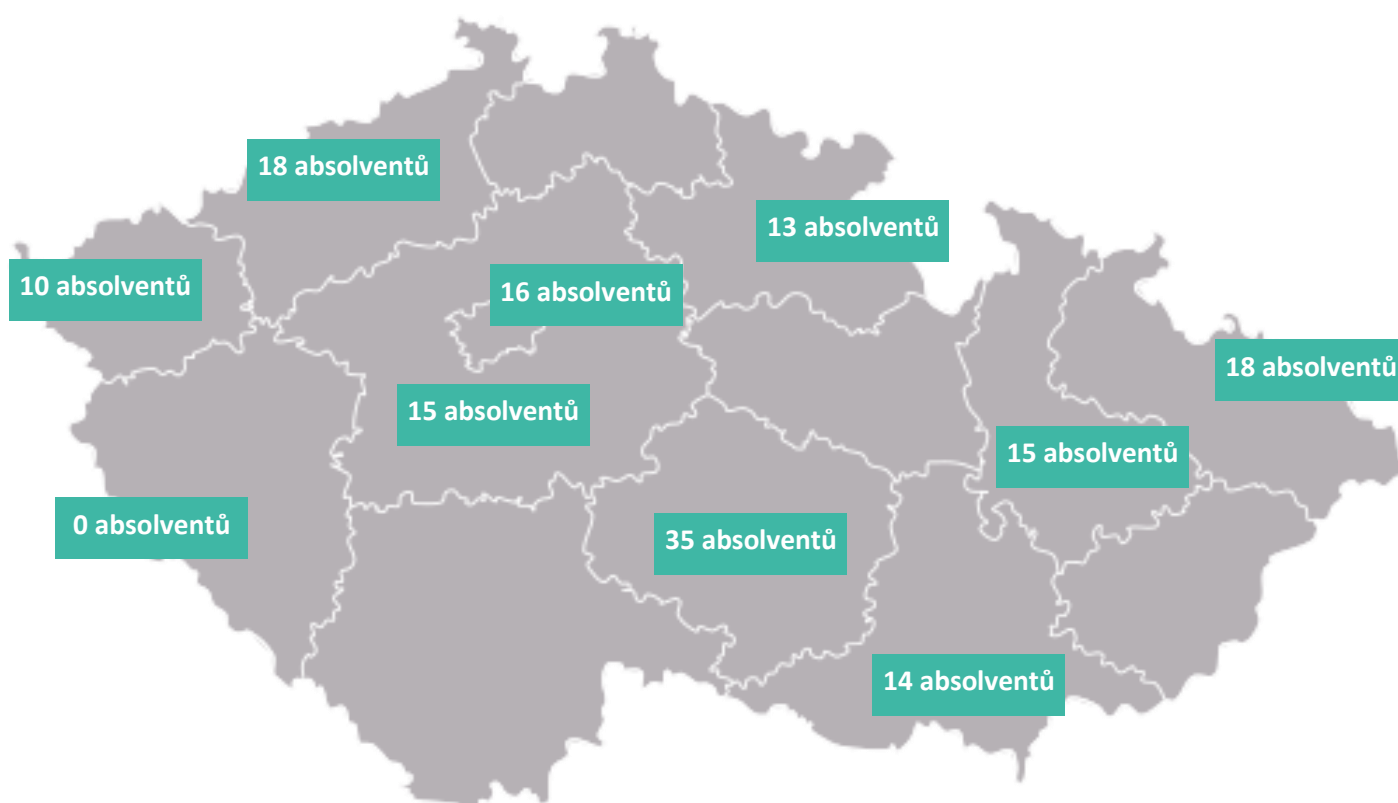 18 absolventů
13 absolventů
10 absolventů
16 absolventů
18 absolventů
15 absolventů
15 absolventů
0 absolventů
35 absolventů
14 absolventů